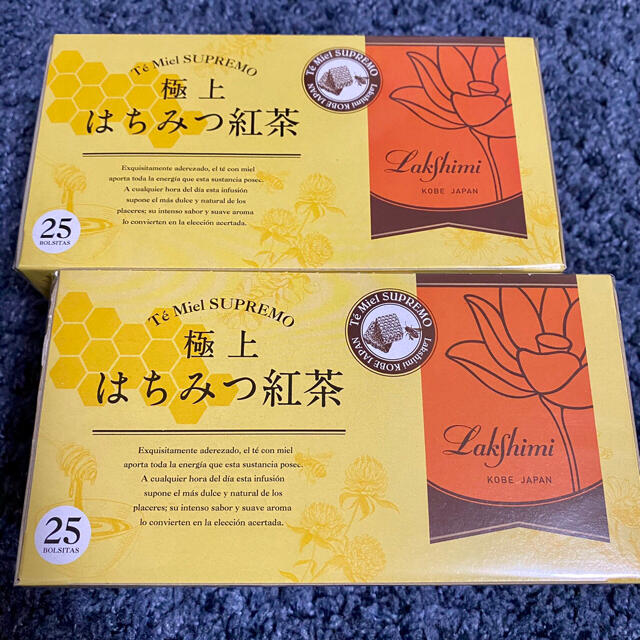 Té Miel SUPREMO
極上
はちみつ紅茶
Exquisitamente aderezado, el té con miel
aporta toda la energía que esta sustancia posee.
A cualquier hora del día esta infusión
supone el más dulce y natural de los
placeres; su intenso sabor y suave aroma
lo convierten en la elección acertada.
25
BOLSITAS
Té Miel SUPREMO
Lakshimi KOBE JAPAN
Lakshimi
KOBE JAPAN
Té Miel SUPREMO
極上
はちみつ紅茶
Exquisitamente aderezado, el té con miel
aporta toda la energía que esta sustancia posee.
A cualquier hora del día esta infusión
supone el más dulce y natural de los
placeres; su intenso sabor y suave aroma
lo convierten en la elección acertada.
25
BOLSITAS
Té Miel SUPREMO
Lakshimi KOBE JAPAN
Lakshimi
KOBE JAPAN